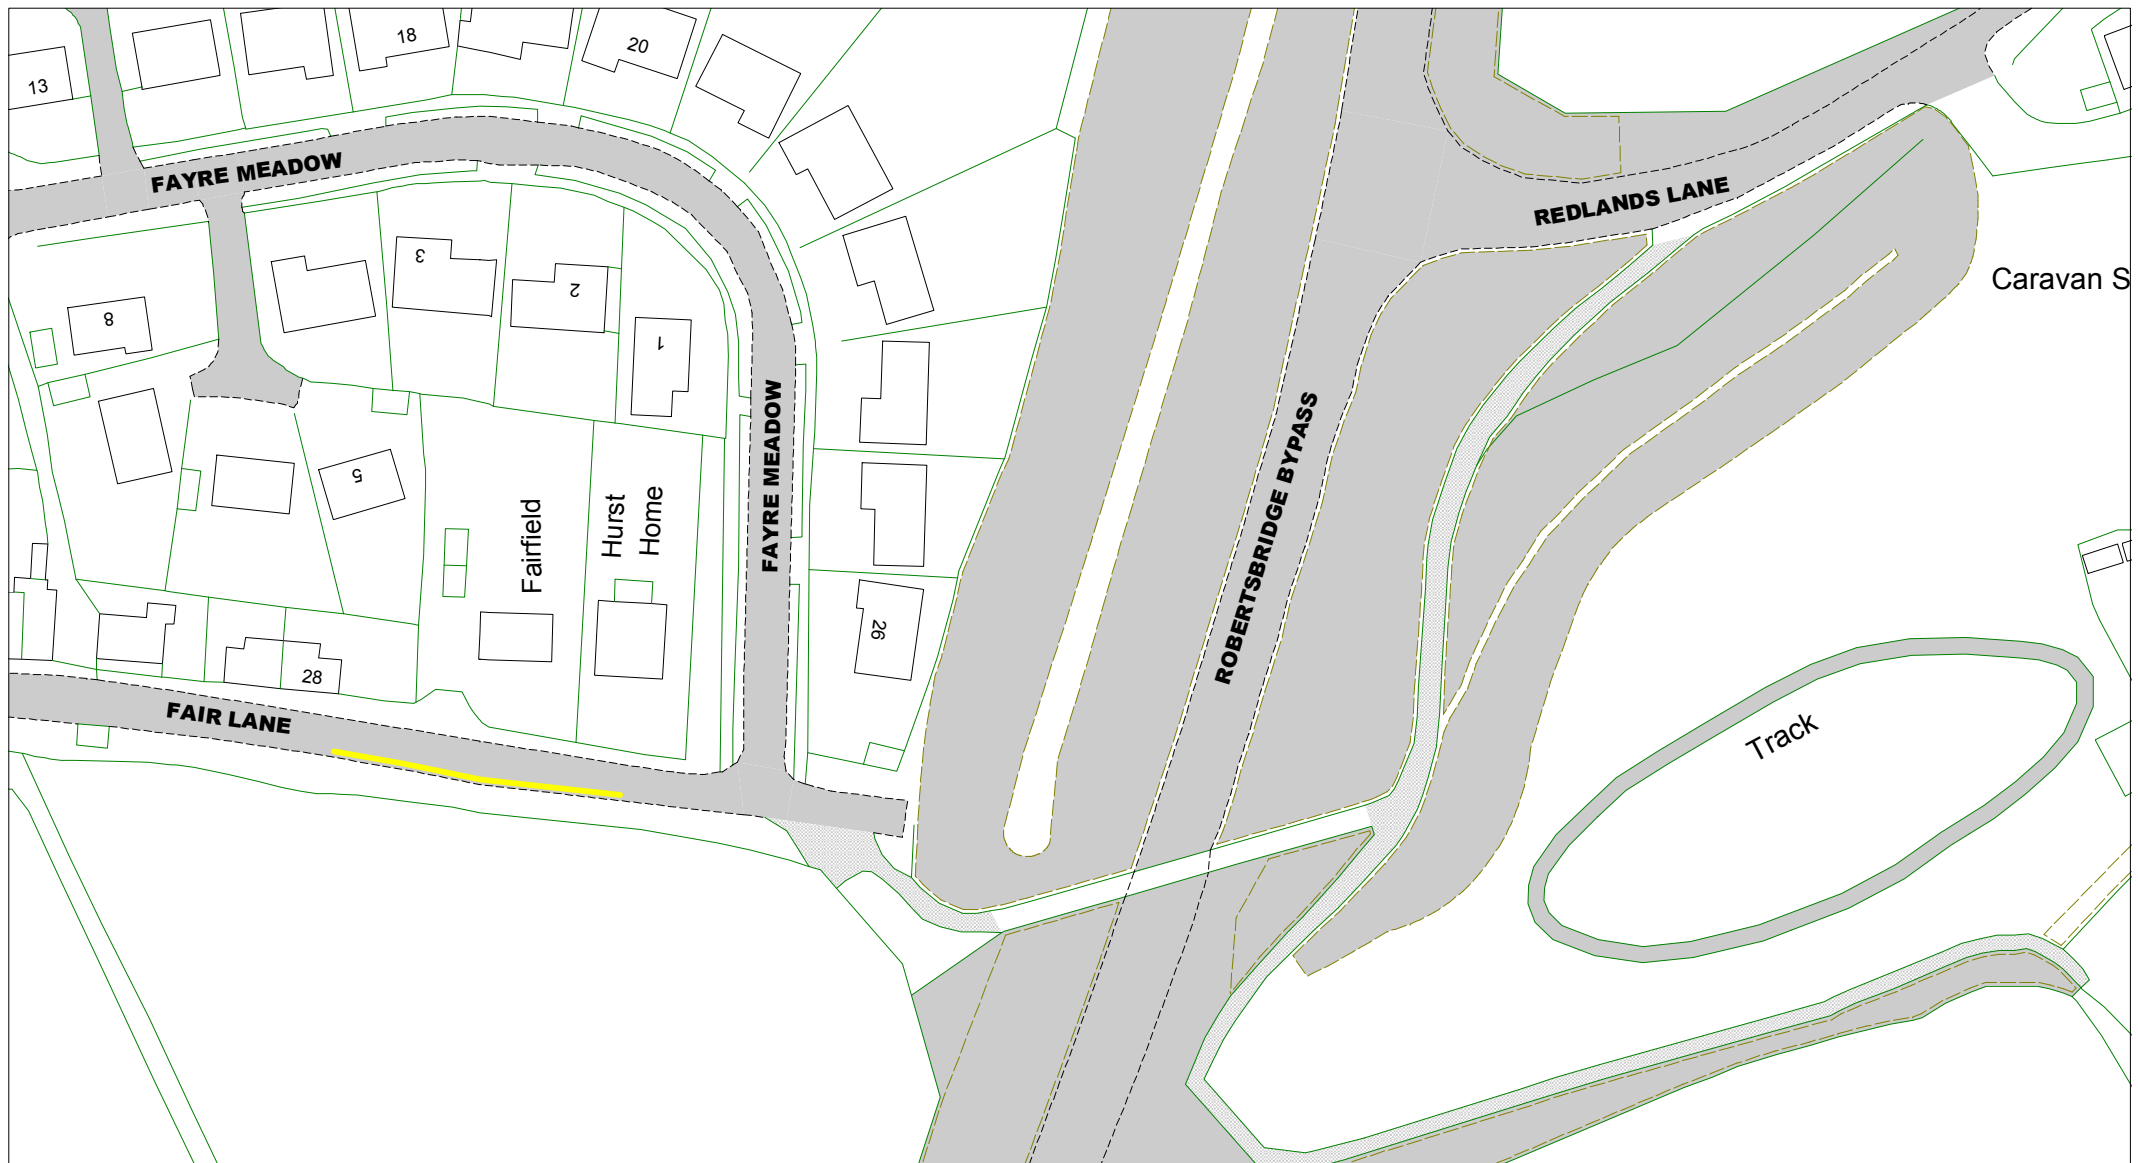 18
20
13
FAYRE MEADOW
REDLANDS LANE
3
2
Caravan S
8
1
FAYRE MEADOW
ROBERTSBRIDGE BYPASS
5
Fairfield
Hurst
Home
26
28
FAIR LANE
Track